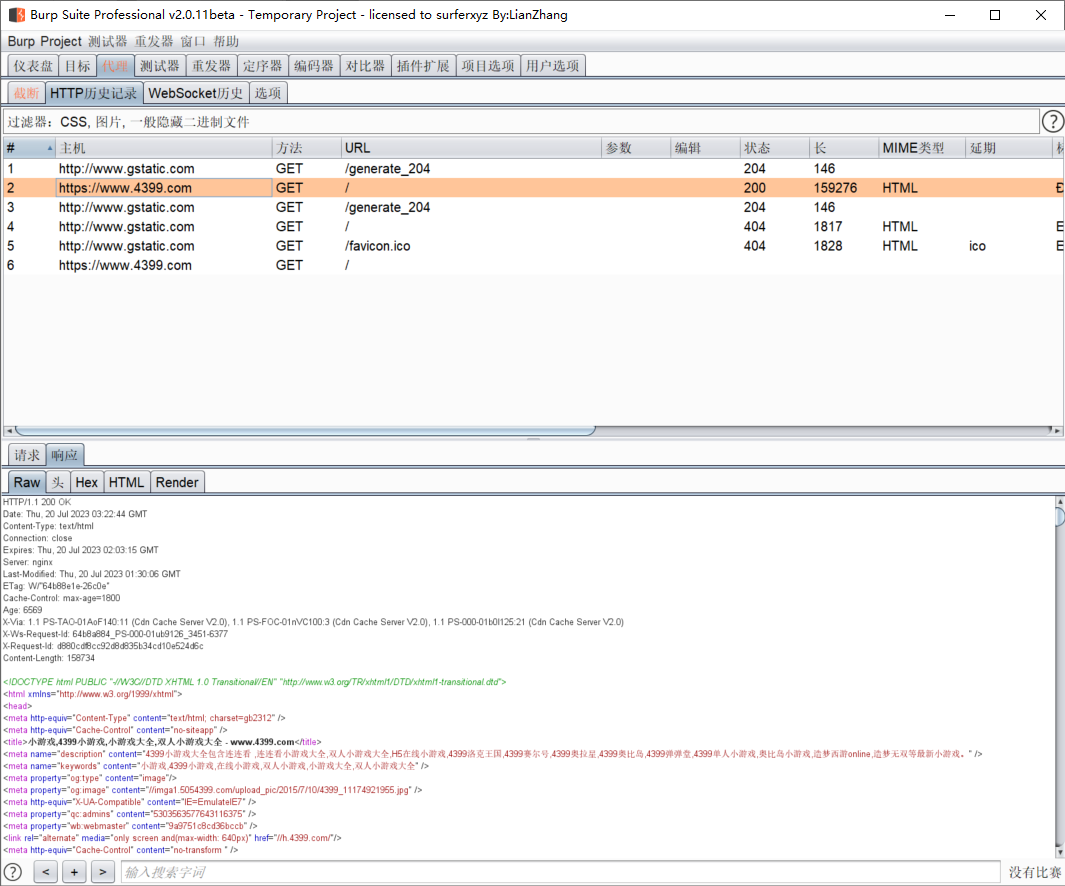 Burp Suite Professional v2.0.11beta - Temporary Project - licensed to surferxyz By:LianZhang
Burp Project 测试器 重发器 窗口 帮助
仪表盘 目标 代理 测试器 重发器 定序器 编码器 对比器 插件扩展 项目选项 用户选项
截断 HTTP历史记录 WebSocket历史 选项
过滤器：CSS, 图片, 一般隐藏二进制文件 ?
# 主机 方法 URL 参数 编辑 状态 长 MIME类型 延期
1 http://www.gstatic.com GET /generate_204 204 146
2 https://www.4399.com GET / 200 159276 HTML
3 http://www.gstatic.com GET /generate_204 204 146
4 http://www.gstatic.com GET / 404 1817 HTML E
5 http://www.gstatic.com GET /favicon.ico 404 1828 HTML ico E
6 https://www.4399.com GET /
请求 响应
Raw 头 Hex HTML Render
HTTP/1.1 200 OK
Date: Thu, 20 Jul 2023 03:22:44 GMT
Content-Type: text/html
Connection: close
Expires: Thu, 20 Jul 2023 02:03:15 GMT
Server: nginx
Last-Modified: Thu, 20 Jul 2023 01:30:06 GMT
ETag: W/"64b88e1e-26c0e"
Cache-Control: max-age=1800
Age: 6569
X-Via: 1.1 PS-TAO-01AoF140:11 (Cdn Cache Server V2.0), 1.1 PS-FOC-01nVC100:3 (Cdn Cache Server V2.0), 1.1 PS-000-01b0I125:21 (Cdn Cache Server V2.0)
X-Ws-Request-Id: 64b8a884_PS-000-01ub9126_3451-6377
X-Request-Id: d880cdf8cc92d8d835b34cd10e524d6c
Content-Length: 158734
<!DOCTYPE html PUBLIC "-//W3C//DTD XHTML 1.0 Transitional//EN" "http://www.w3.org/TR/xhtml1/DTD/xhtml1-transitional.dtd">
<html xmlns="http://www.w3.org/1999/xhtml">
<head>
<meta http-equiv="Content-Type" content="text/html; charset=gb2312" />
<meta http-equiv="Cache-Control" content="no-siteapp" />
<title>小游戏,4399小游戏,小游戏大全,双人小游戏大全 - www.4399.com</title>
<meta name="description" content="4399小游戏大全包含连连看 ,连连看小游戏大全,双人小游戏大全,H5在线小游戏,4399洛克王国,4399赛尔号,4399奥拉星,4399奥比岛,4399弹弹堂,4399单人小游戏,奥比岛小游戏,造梦西游online,造梦无双等最新小游戏。" />
<meta name="keywords" content="小游戏,4399小游戏,在线小游戏,双人小游戏,小游戏大全,双人小游戏大全" />
<meta property="og:type" content="image"/>
<meta property="og:image" content="//imga1.5054399.com/upload_pic/2015/7/10/4399_11174921955.jpg" />
<meta http-equiv="X-UA-Compatible" content="IE=EmulateIE7" />
<meta property="qc:admins" content="5303563577643116375" />
<meta property="wb:webmaster" content="9a9751c8cd36bccb" />
<link rel="alternate" media="only screen and(max-width: 640px)" href="//h.4399.com/"/>
<meta http-equiv="Cache-Control" content="no-transform " />
? < + > 输入搜索字词 没有比赛